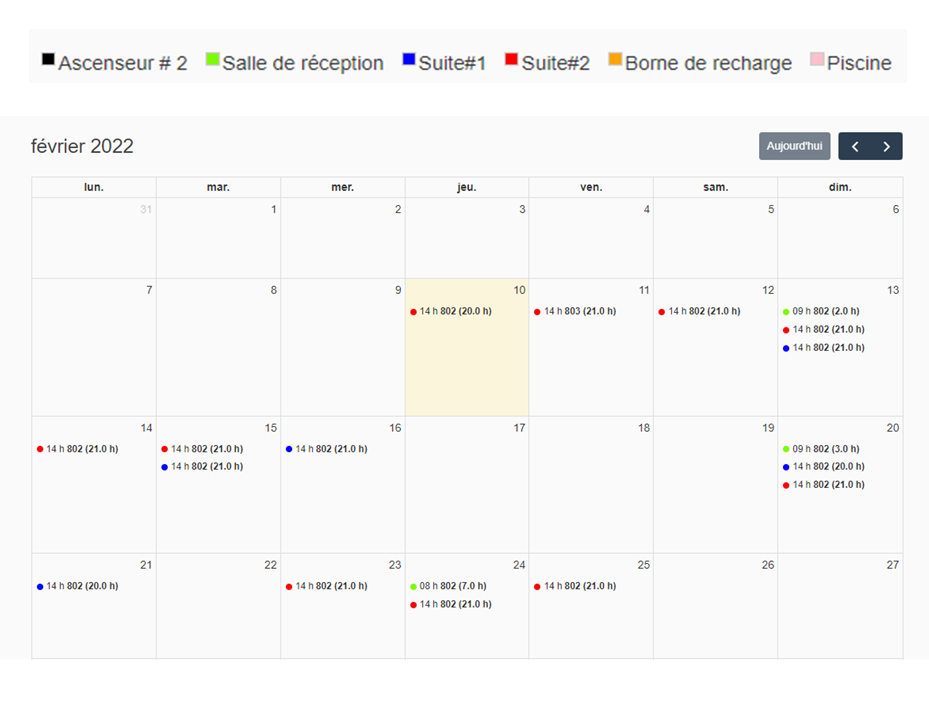 Ascenseur # 2 Salle de réception Suite#1 Suite#2 Borne de recharge Piscine
février 2022 Aujourd'hui
lun. mar. mer. jeu. ven. sam. dim.
31 1 2 3 4 5 6
7 8 9 10 11 12 13
14 h 802 (20.0 h) 14 h 803 (21.0 h) 14 h 802 (21.0 h) 09 h 802 (2.0 h)
14 h 802 (21.0 h)
14 h 802 (21.0 h)
14 15 16 17 18 19 20
14 h 802 (21.0 h) 14 h 802 (21.0 h) 14 h 802 (21.0 h) 09 h 802 (3.0 h)
14 h 802 (21.0 h) 14 h 802 (20.0 h)
14 h 802 (21.0 h)
21 22 23 24 25 26 27
14 h 802 (20.0 h) 14 h 802 (21.0 h) 08 h 802 (7.0 h) 14 h 802 (21.0 h)
14 h 802 (21.0 h)